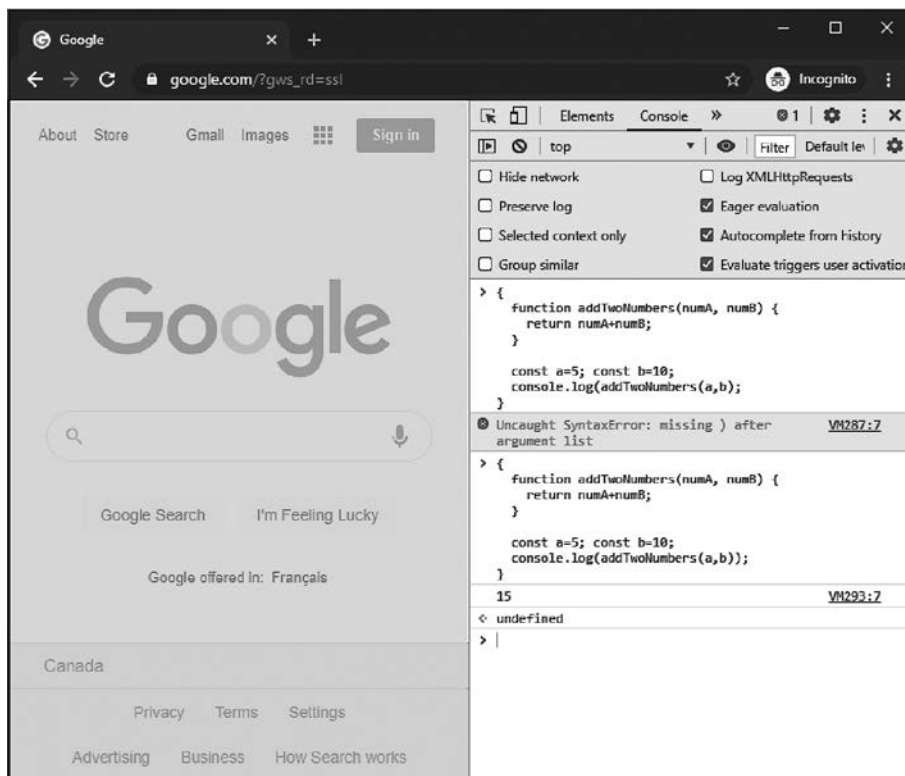 Google
google.com/?gws_rd=ssl
Incognito
About Store Gmail Images Sign in
Google
Google Search I'm Feeling Lucky
Google offered in: Français
Canada
Privacy Terms Settings
Advertising Business How Search works
Elements Console » 1
top Filter Default lev
Hide network Log XMLHttpRequests
Preserve log Eager evaluation
Selected context only Autocomplete from history
Group similar Evaluate triggers user activation
> {
function addTwoNumbers(numA, numB) {
return numA+numB;
}
const a=5; const b=10;
console.log(addTwoNumbers(a,b);
}
Uncaught SyntaxError: missing ) after VM287:7
argument list
> {
function addTwoNumbers(numA, numB) {
return numA+numB;
}
const a=5; const b=10;
console.log(addTwoNumbers(a,b));
}
15 VM293:7
undefined
>